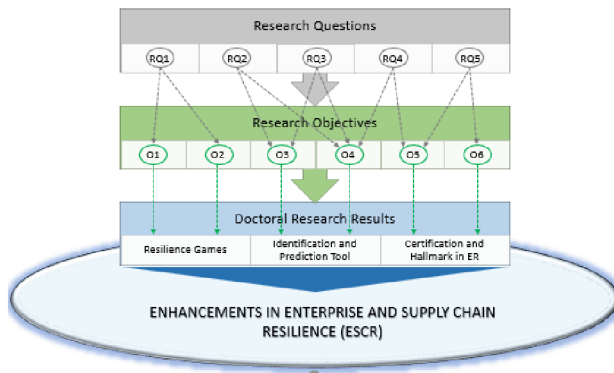 Research Questions
RQ1 RQ2 RQ3 RQ4 RQ5
Research Objectives
O1 O2 O3 O4 O5 O6
Doctoral Research Results
Resilience Games
Identification and
Prediction Tool
Certification and
Hallmark in ER
ENHANCEMENTS IN ENTERPRISE AND SUPPLY CHAIN
RESILIENCE (ESCR)